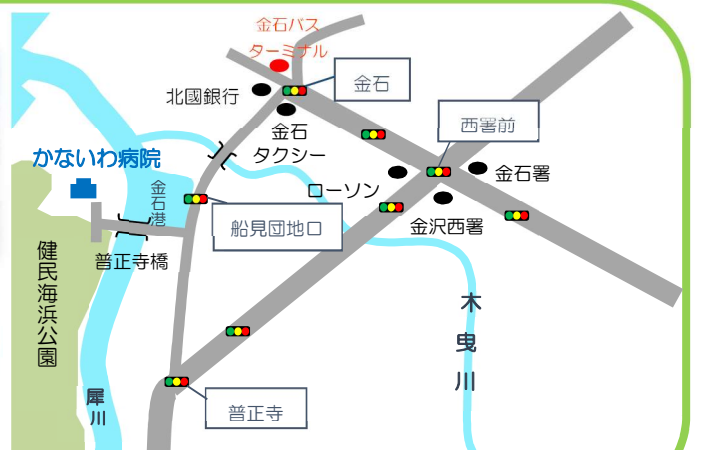 金石バス
ターミナル
金石
北國銀行
金石
タクシー
西署前
かないわ病院
金石港
ローソン
金石署
船見団地口
金沢西署
普正寺橋
健民海浜公園
木曳川
犀川
普正寺